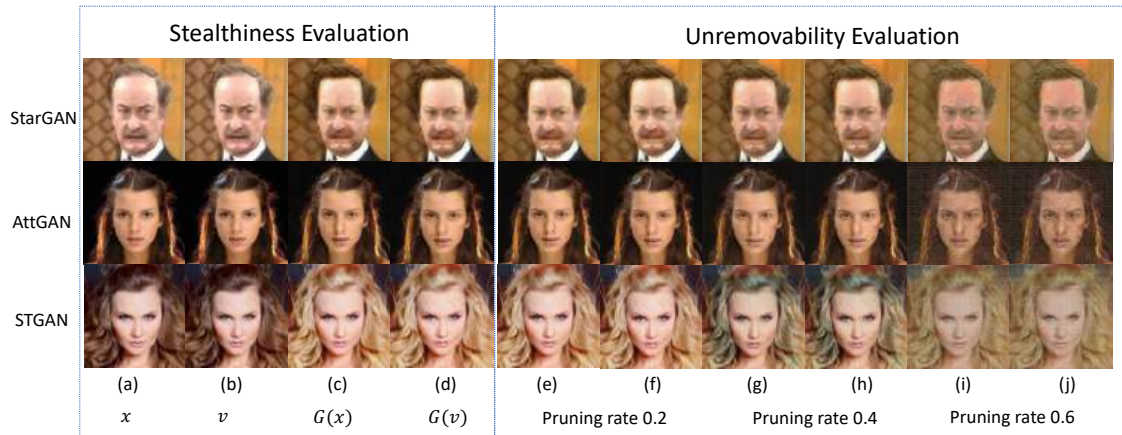 Stealthiness Evaluation
Unremovability Evaluation
StarGAN
AttGAN
STGAN
(a) (b) (c) (d) (e) (f) (g) (h) (i) (j)
x v G(x) G(v) Pruning rate 0.2 Pruning rate 0.4 Pruning rate 0.6